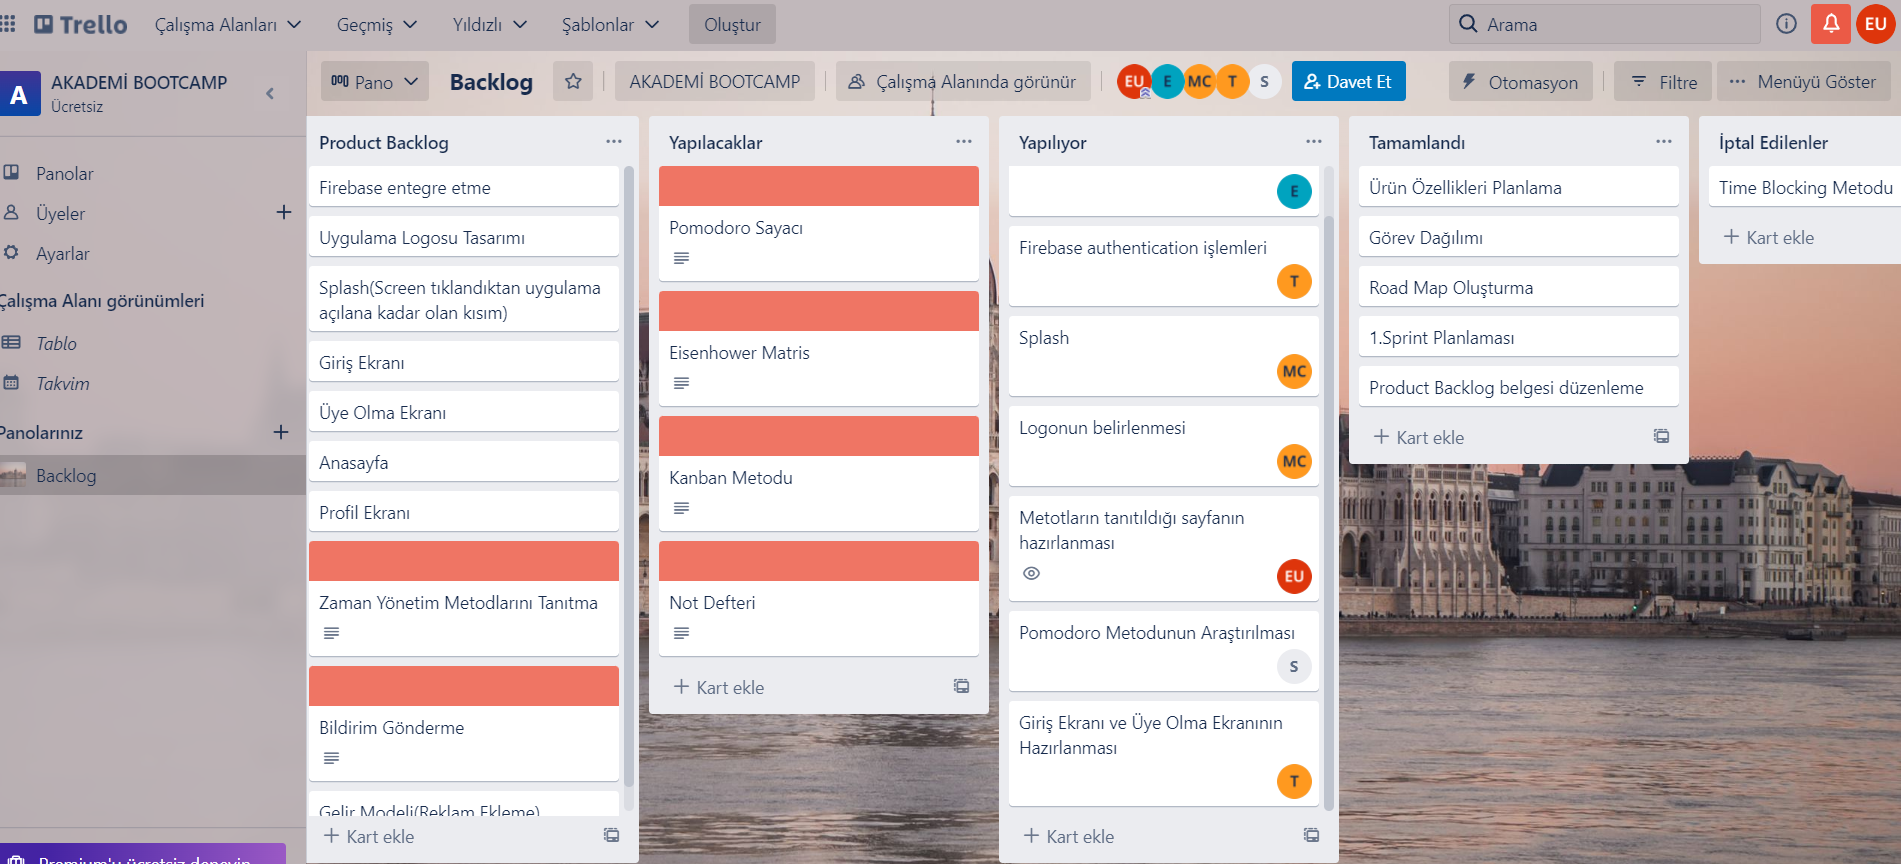 Trello
Çalışma Alanları
Geçmiş
Yıldızlı
Şablonlar
Oluştur
Arama
EU
A
AKADEMİ BOOTCAMP
Ücretsiz
Panolar
Üyeler
Ayarlar
Çalışma Alanı görünümleri
Tablo
Takvim
Panolarınız
Backlog
Premium'u ücretsiz deneyin
Pano
Backlog
AKADEMİ BOOTCAMP
Çalışma Alanında görünür
EU
E
MC
T
S
Davet Et
Otomasyon
Filtre
Menüyü Göster
Product Backlog
Firebase entegre etme
Uygulama Logosu Tasarımı
Splash(Screen tıklandıktan uygulama
açılana kadar olan kısım)
Giriş Ekranı
Üye Olma Ekranı
Anasayfa
Profil Ekranı
Zaman Yönetim Metodlarını Tanıtma
Bildirim Gönderme
Gelir Modeli(Reklam Ekleme)
+ Kart ekle
Yapılacaklar
Pomodoro Sayacı
Eisenhower Matris
Kanban Metodu
Not Defteri
+ Kart ekle
Yapılıyor
E
Firebase authentication işlemleri
T
Splash
MC
Logonun belirlenmesi
MC
Metotların tanıtıldığı sayfanın
hazırlanması
EU
Pomodoro Metodunun Araştırılması
S
Giriş Ekranı ve Üye Olma Ekranının
Hazırlanması
T
+ Kart ekle
Tamamlandı
Ürün Özellikleri Planlama
Görev Dağılımı
Road Map Oluşturma
1.Sprint Planlaması
Product Backlog belgesi düzenleme
+ Kart ekle
İptal Edilenler
Time Blocking Metodu
+ Kart ekle